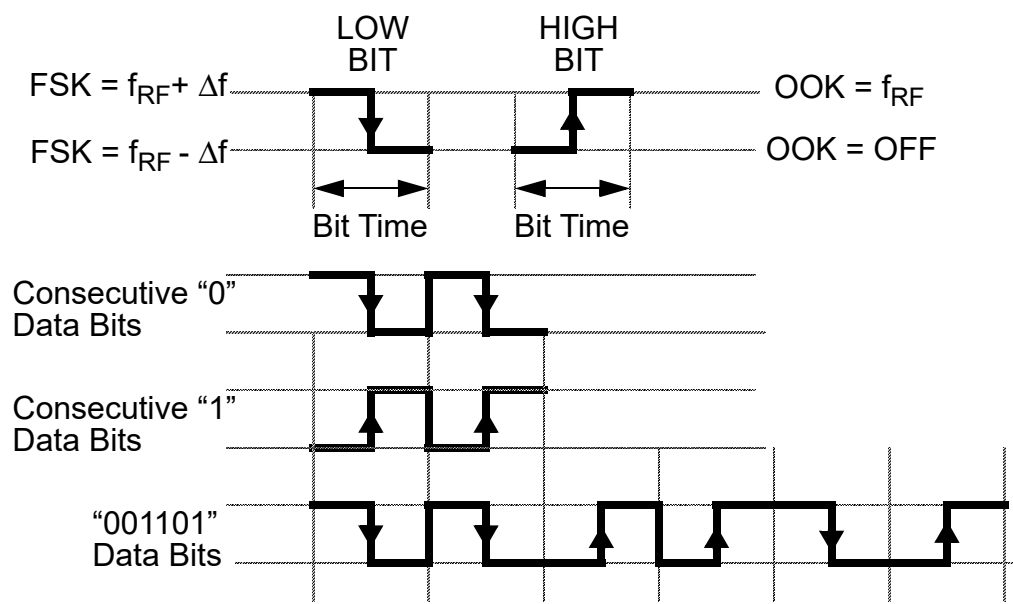 LOW
BIT
HIGH
BIT
FSK = fRF+ Δf
OOK = fRF
FSK = fRF - Δf
OOK = OFF
Bit Time
Bit Time
Consecutive “0”
Data Bits
Consecutive “1”
Data Bits
“001101”
Data Bits